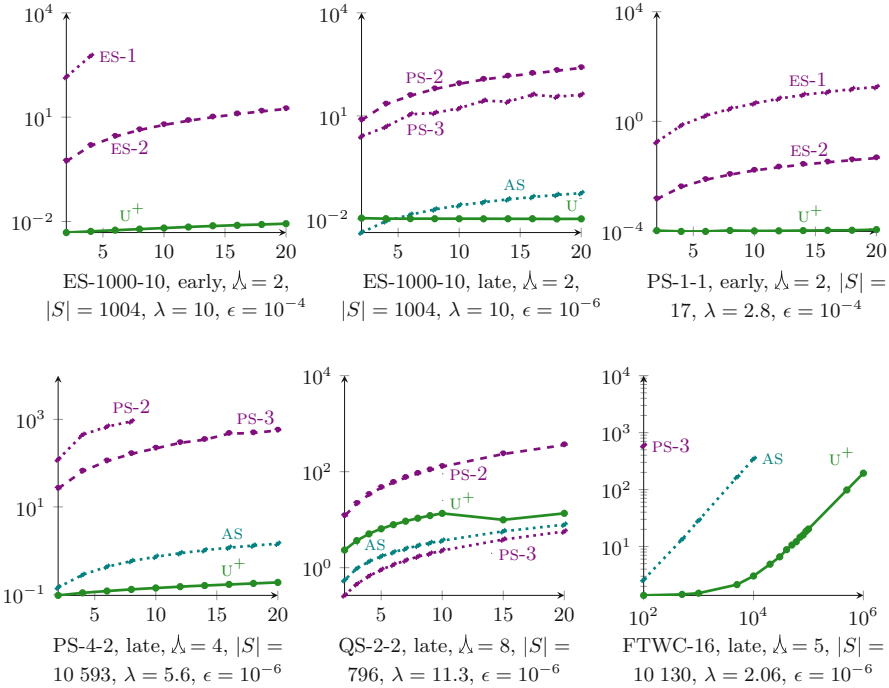 10^4
10^1
10^−2
5 10 15 20
ES-1
ES-2
U^+
ES-1000-10, early, ⅄ = 2,
|S| = 1004, λ = 10, ϵ = 10^−4
10^4
10^1
10^−2
5 10 15 20
PS-2
PS-3
AS
U
ES-1000-10, late, ⅄ = 2,
|S| = 1004, λ = 10, ϵ = 10^−6
10^4
10^0
10^−4
5 10 15 20
ES-1
ES-2
U^+
PS-1-1, early, ⅄ = 2, |S| =
17, λ = 2.8, ϵ = 10^−4
10^3
10^1
10^−1
5 10 15 20
PS-2
PS-3
AS
U^+
PS-4-2, late, ⅄ = 4, |S| =
10 593, λ = 5.6, ϵ = 10^−6
10^4
10^2
10^0
5 10 15 20
PS-2
U^+
AS
PS-3
QS-2-2, late, ⅄ = 8, |S| =
796, λ = 11.3, ϵ = 10^−6
10^4
10^3
10^2
10^1
10^2 10^4 10^6
PS-3
AS
U^+
FTWC-16, late, ⅄ = 5, |S| =
10 130, λ = 2.06, ϵ = 10^−6